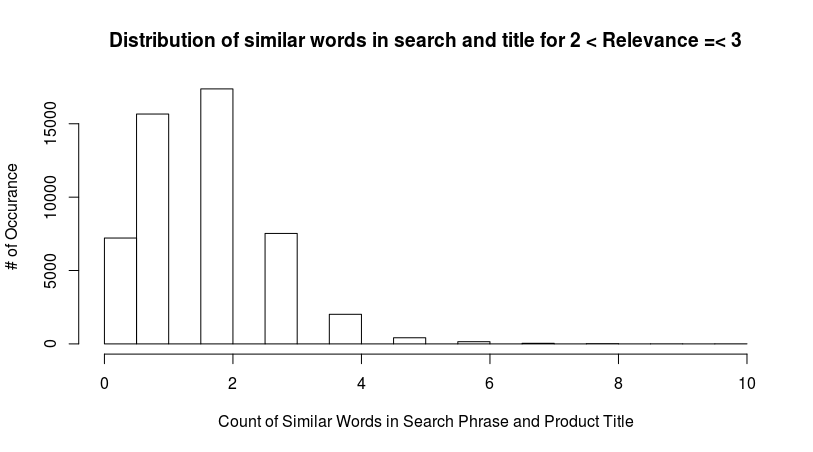 Distribution of similar words in search and title for 2 < Relevance =< 3
# of Occurance
15000
10000
5000
0
0 2 4 6 8 10
Count of Similar Words in Search Phrase and Product Title